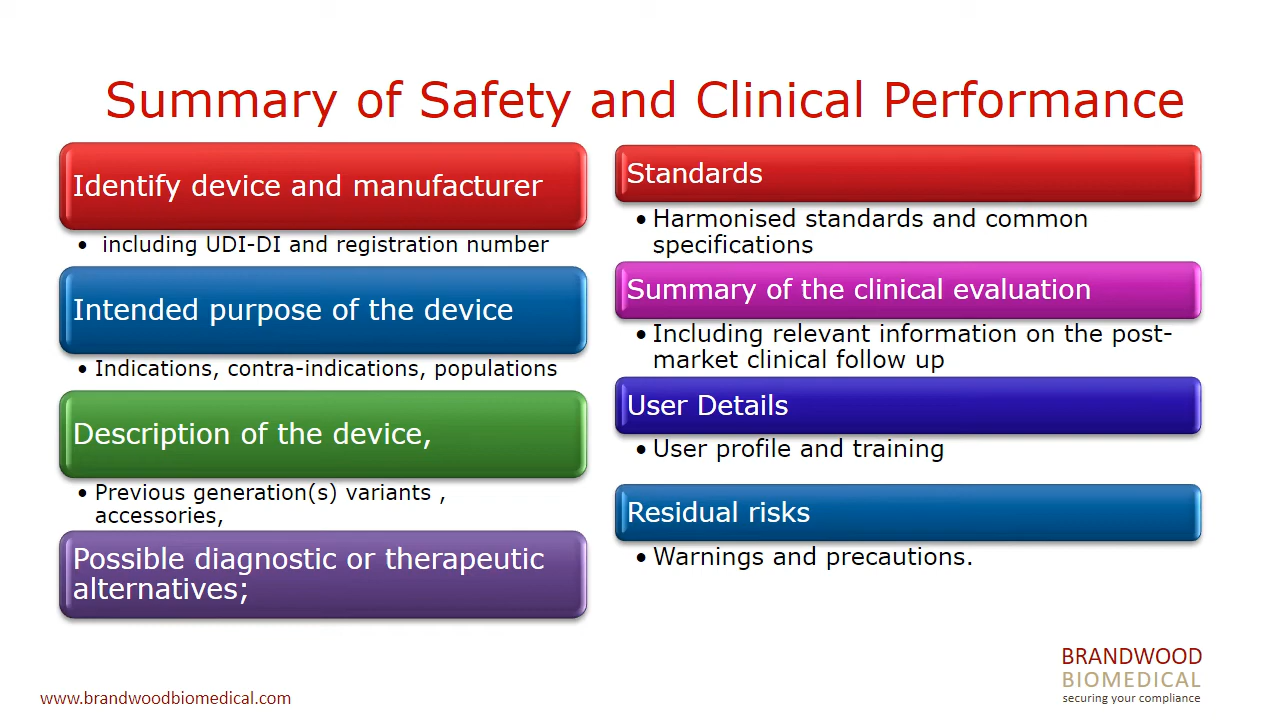 Summary of Safety and Clinical Performance
Identify device and manufacturer
• including UDI-DI and registration number
Intended purpose of the device
• Indications, contra-indications, populations
Description of the device,
• Previous generation(s) variants ,
accessories,
Possible diagnostic or therapeutic
alternatives;
Standards
• Harmonised standards and common
specifications
Summary of the clinical evaluation
• Including relevant information on the post-
market clinical follow up
User Details
• User profile and training
Residual risks
• Warnings and precautions.
www.brandwoodbiomedical.com
BRANDWOOD
BIOMEDICAL
securing your compliance